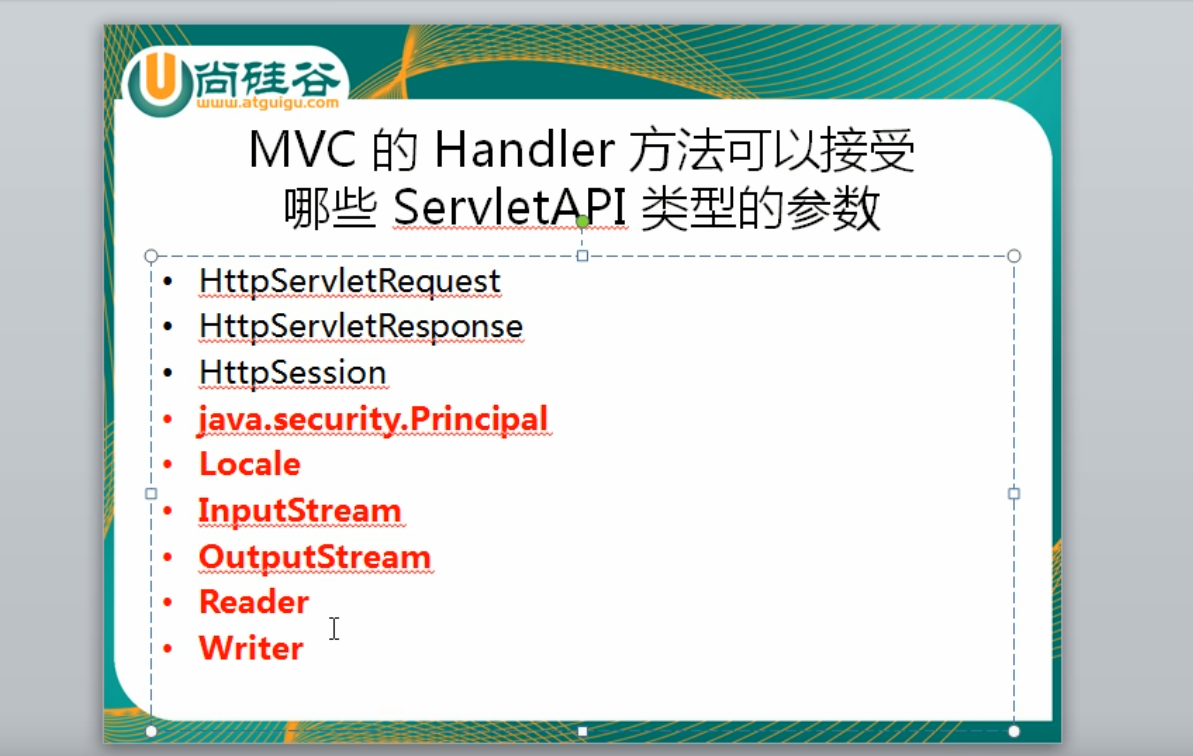 尚硅谷
www.atguigu.com
MVC 的 Handler 方法可以接受
哪些 ServletAPI 类型的参数
• HttpServletRequest
• HttpServletResponse
• HttpSession
• java.security.Principal
• Locale
• InputStream
• OutputStream
• Reader
• Writer